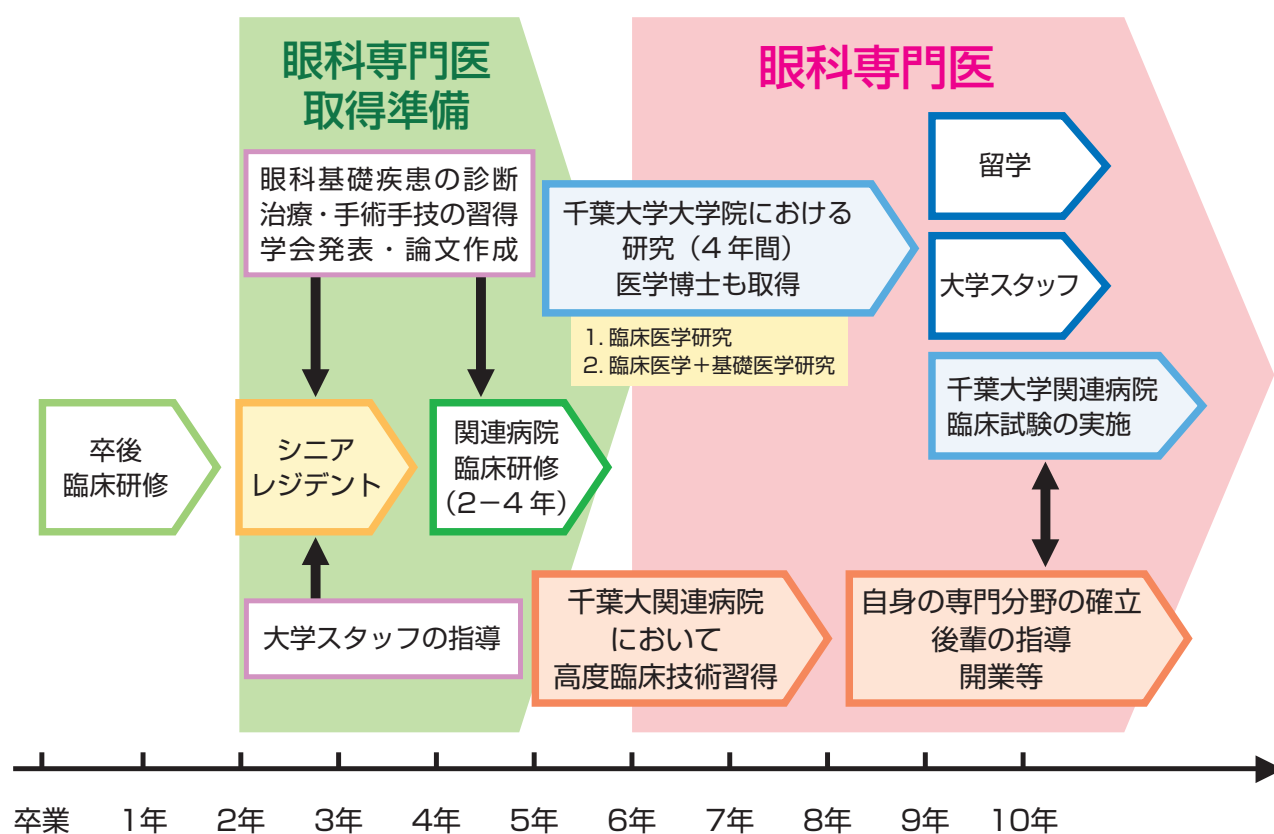 眼科専門医
取得準備
眼科専門医
眼科基礎疾患の診断
治療・手術手技の習得
学会発表・論文作成
千葉大学大学院における
研究（4年間）
医学博士も取得
1. 臨床医学研究
2. 臨床医学＋基礎医学研究
留学
大学スタッフ
千葉大学関連病院
臨床試験の実施
卒後
臨床研修
シニア
レジデント
関連病院
臨床研修
（2−4年）
大学スタッフの指導
千葉大関連病院
において
高度臨床技術習得
自身の専門分野の確立
後輩の指導
開業等
卒業 1年 2年 3年 4年 5年 6年 7年 8年 9年 10年